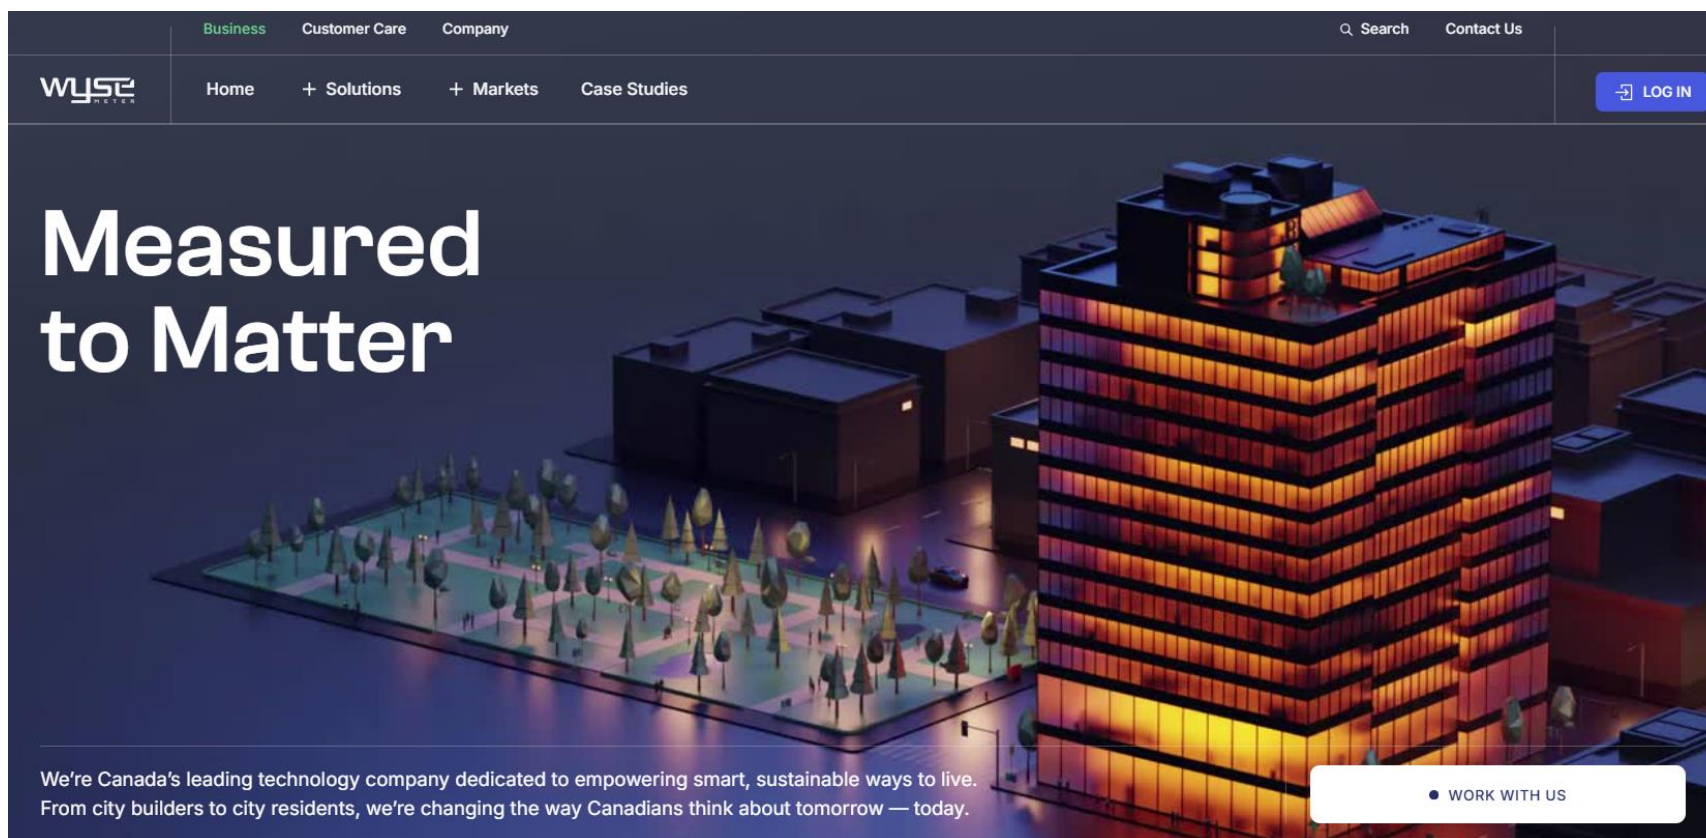 Business Customer Care Company Search Contact Us
wyse METER Home + Solutions + Markets Case Studies LOG IN
Measured
to Matter
We’re Canada’s leading technology company dedicated to empowering smart, sustainable ways to live.
From city builders to city residents, we’re changing the way Canadians think about tomorrow — today.
WORK WITH US